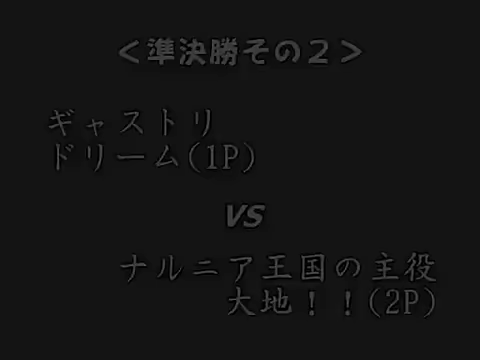 ＜準決勝その２＞
ギャストリ
ドリーム(1P)
VS
ナルニア王国の主役
大地！！(2P)